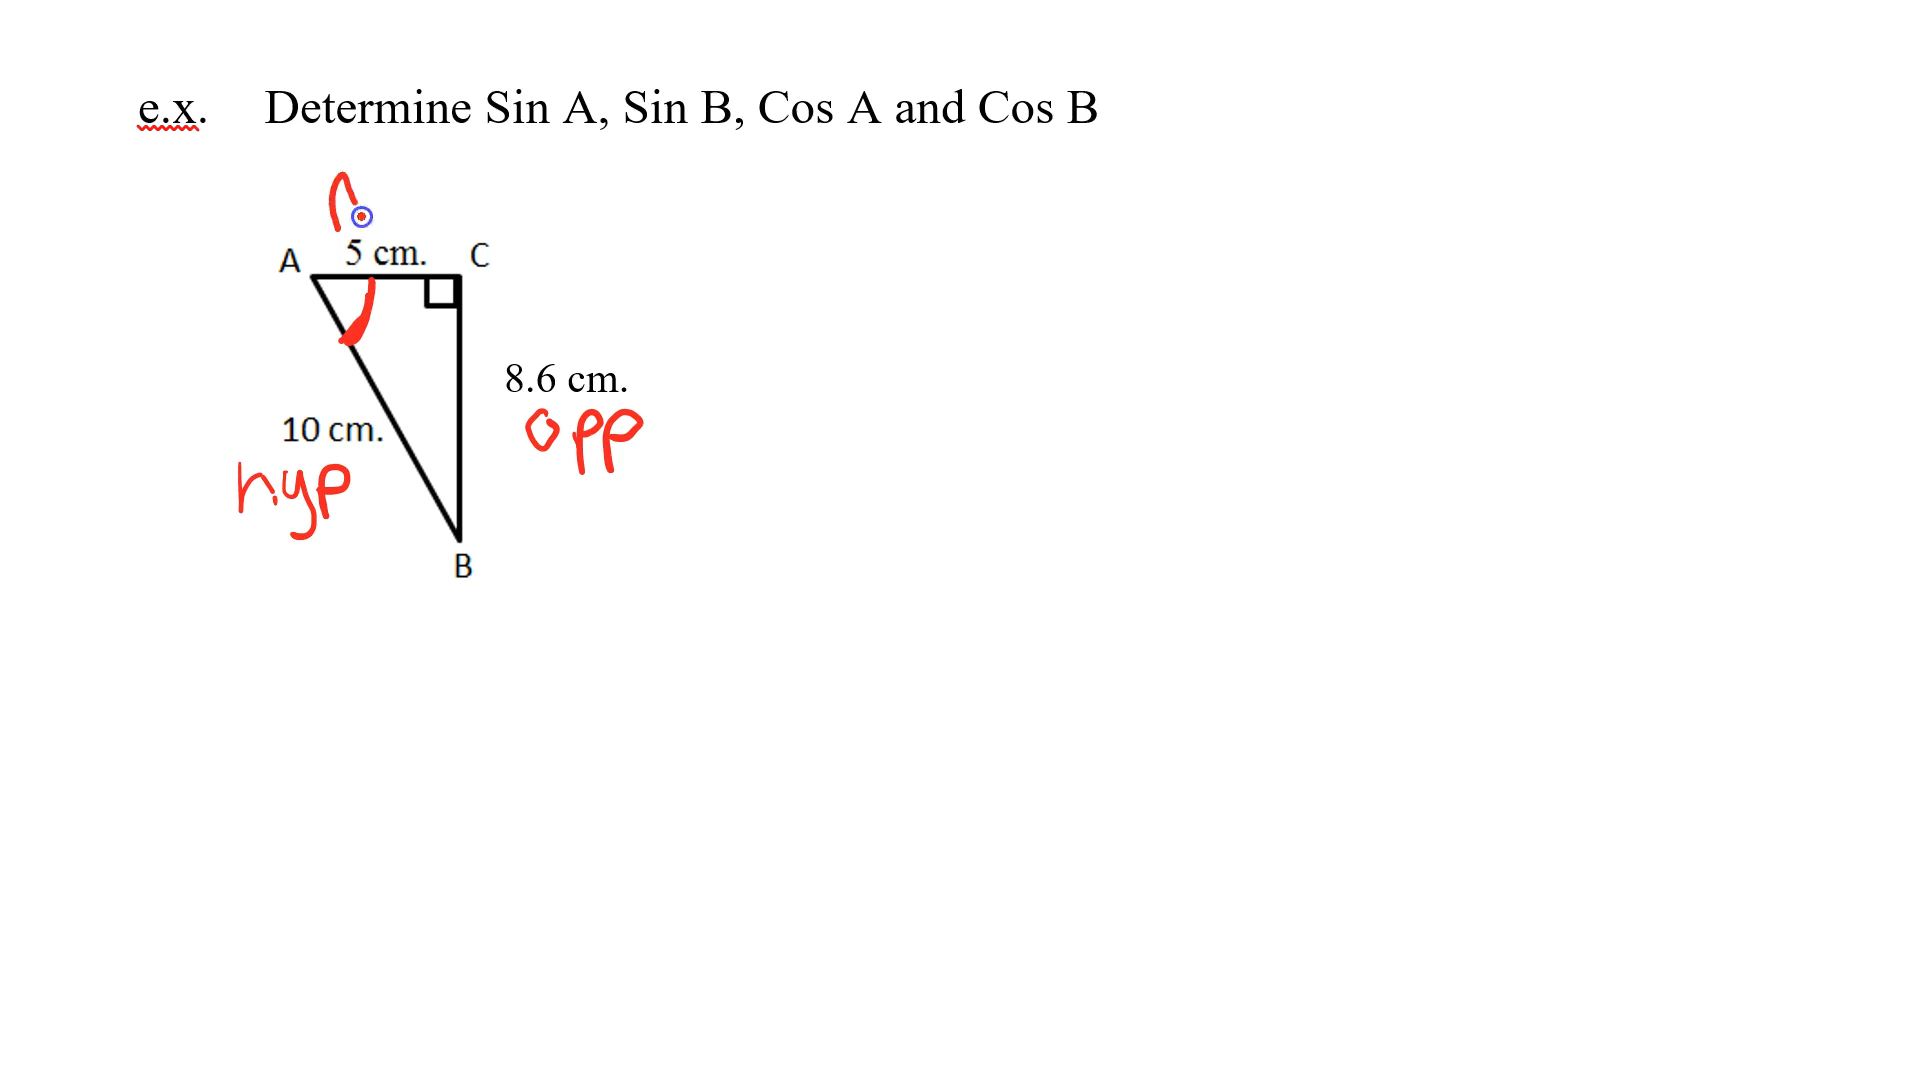 e.x. Determine Sin A, Sin B, Cos A and Cos B
A 5 cm. C
8.6 cm.
opp
10 cm.
hyp
B